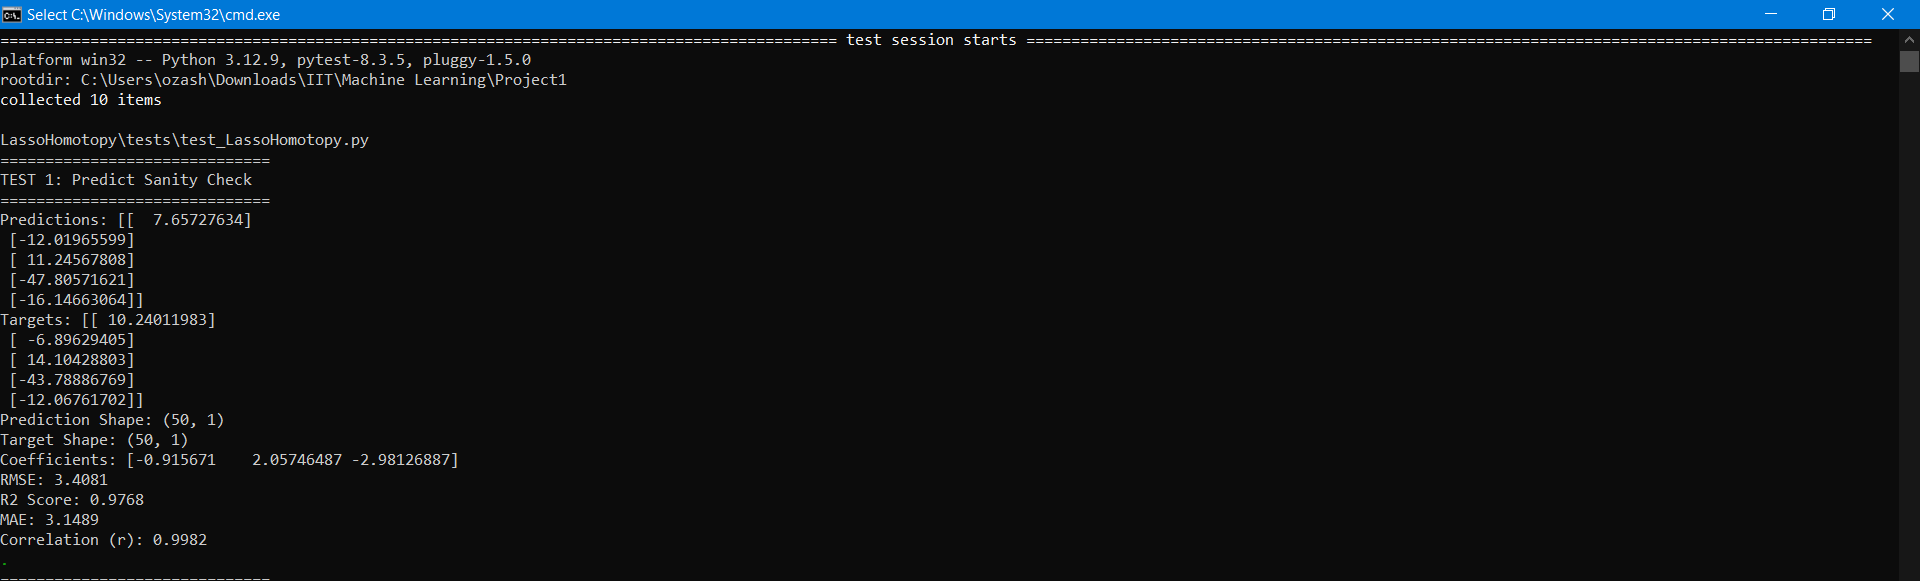 Select C:\Windows\System32\cmd.exe
============================================================================================= test session starts ==============================================================================================
platform win32 -- Python 3.12.9, pytest-8.3.5, pluggy-1.5.0
rootdir: C:\Users\ozash\Downloads\IIT\Machine Learning\Project1
collected 10 items
LassoHomotopy\tests\test_LassoHomotopy.py
==============================
TEST 1: Predict Sanity Check
==============================
Predictions: [[  7.65727634]
 [-12.01965599]
 [ 11.24567808]
 [-47.80571621]
 [-16.14663064]]
Targets: [[ 10.24011983]
 [ -6.89629405]
 [ 14.10428803]
 [-43.78886769]
 [-12.06761702]]
Prediction Shape: (50, 1)
Target Shape: (50, 1)
Coefficients: [-0.915671    2.05746487 -2.98126887]
RMSE: 3.4081
R2 Score: 0.9768
MAE: 3.1489
Correlation (r): 0.9982
.
==============================